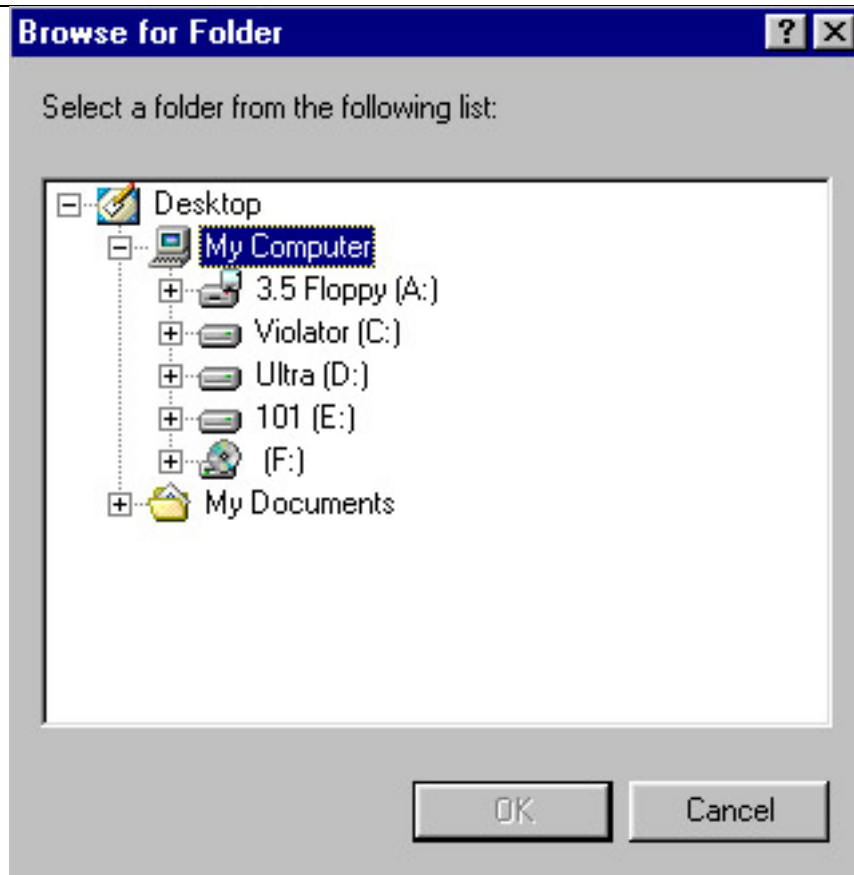 Browse for Folder
Select a folder from the following list:
Desktop
My Computer
3.5 Floppy (A:)
Violator (C:)
Ultra (D:)
101 (E:)
(F:)
My Documents
OK Cancel